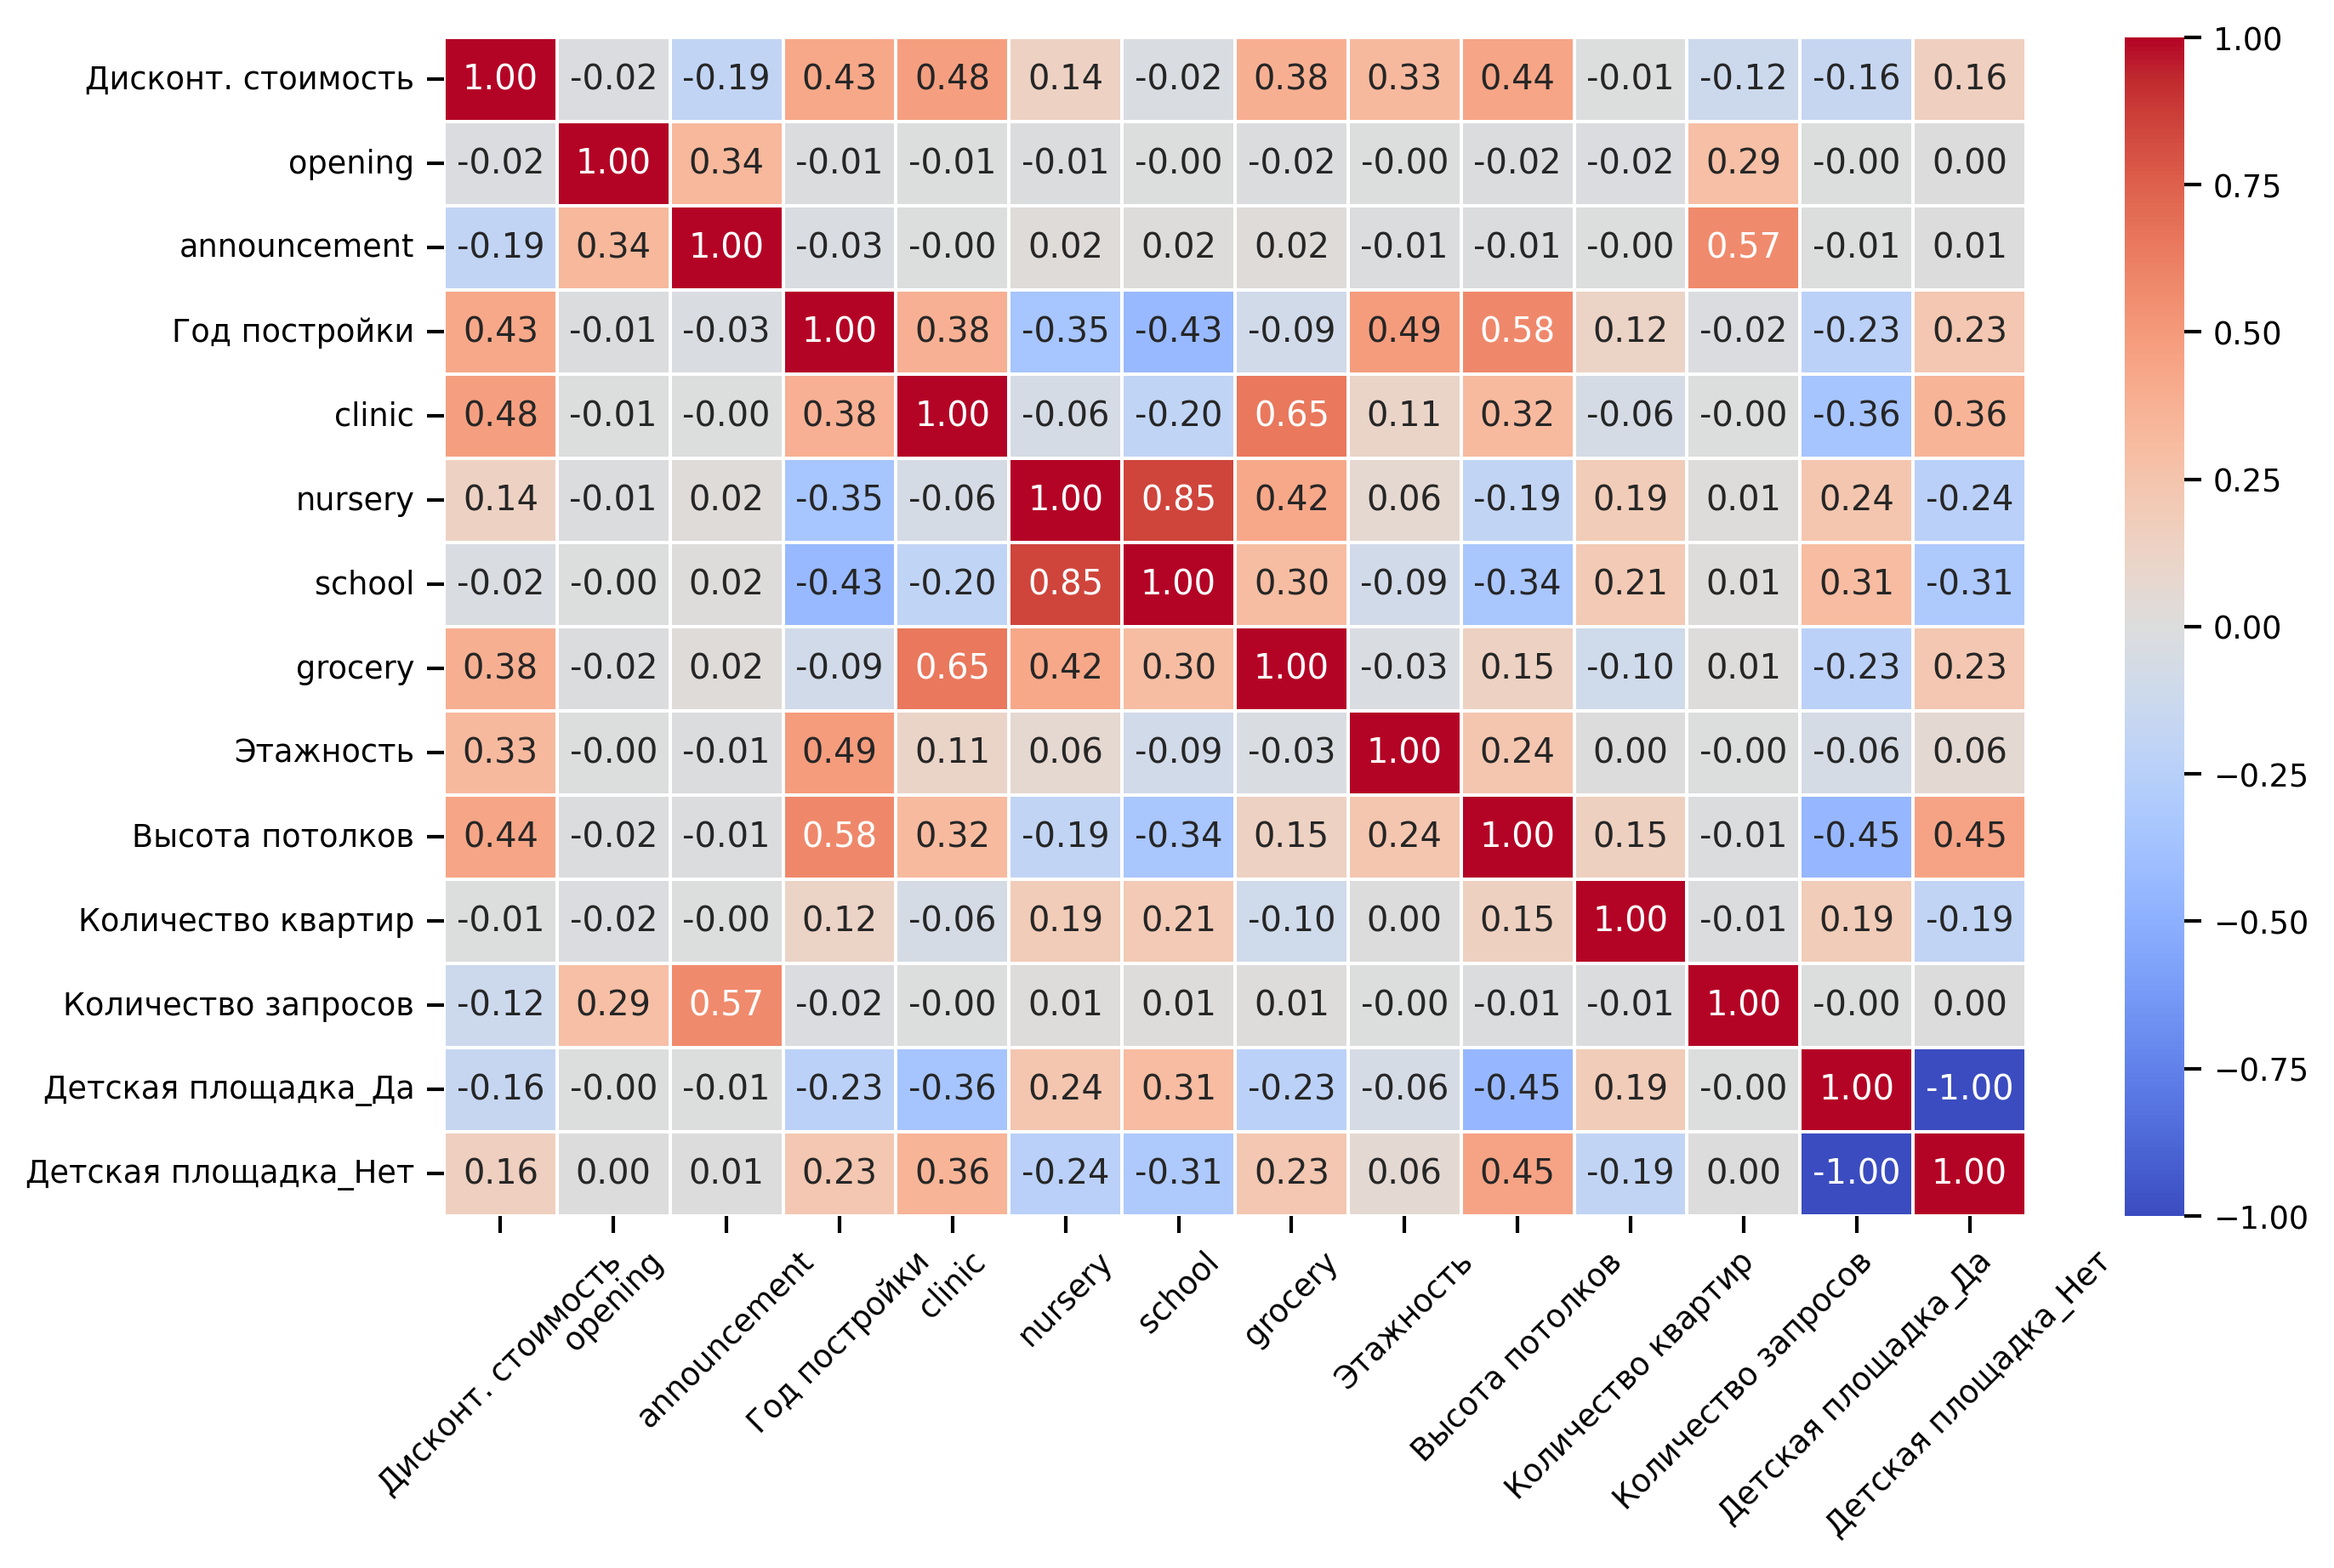 Дисконт. стоимость 1.00 -0.02 -0.19 0.43 0.48 0.14 -0.02 0.38 0.33 0.44 -0.01 -0.12 -0.16 0.16
opening -0.02 1.00 0.34 -0.01 -0.01 -0.01 -0.00 -0.02 -0.00 -0.02 -0.02 0.29 -0.00 0.00
announcement -0.19 0.34 1.00 -0.03 -0.00 0.02 0.02 0.02 -0.01 -0.01 -0.00 0.57 -0.01 0.01
Год постройки 0.43 -0.01 -0.03 1.00 0.38 -0.35 -0.43 -0.09 0.49 0.58 0.12 -0.02 -0.23 0.23
clinic 0.48 -0.01 -0.00 0.38 1.00 -0.06 -0.20 0.65 0.11 0.32 -0.06 -0.00 -0.36 0.36
nursery 0.14 -0.01 0.02 -0.35 -0.06 1.00 0.85 0.42 0.06 -0.19 0.19 0.01 0.24 -0.24
school -0.02 -0.00 0.02 -0.43 -0.20 0.85 1.00 0.30 -0.09 -0.34 0.21 0.01 0.31 -0.31
grocery 0.38 -0.02 0.02 -0.09 0.65 0.42 0.30 1.00 -0.03 0.15 -0.10 0.01 -0.23 0.23
Этажность 0.33 -0.00 -0.01 0.49 0.11 0.06 -0.09 -0.03 1.00 0.24 0.00 -0.00 -0.06 0.06
Высота потолков 0.44 -0.02 -0.01 0.58 0.32 -0.19 -0.34 0.15 0.24 1.00 0.15 -0.01 -0.45 0.45
Количество квартир -0.01 -0.02 -0.00 0.12 -0.06 0.19 0.21 -0.10 0.00 0.15 1.00 -0.01 0.19 -0.19
Количество запросов -0.12 0.29 0.57 -0.02 -0.00 0.01 0.01 0.01 -0.00 -0.01 -0.01 1.00 -0.00 0.00
Детская площадка_Да -0.16 -0.00 -0.01 -0.23 -0.36 0.24 0.31 -0.23 -0.06 -0.45 0.19 -0.00 1.00 -1.00
Детская площадка_Нет 0.16 0.00 0.01 0.23 0.36 -0.24 -0.31 0.23 0.06 0.45 -0.19 0.00 -1.00 1.00
Дисконт. стоимость
opening
announcement
Год постройки
clinic
nursery
school
grocery
Этажность
Высота потолков
Количество квартир
Количество запросов
Детская площадка_Да
Детская площадка_Нет
1.00
0.75
0.50
0.25
0.00
−0.25
−0.50
−0.75
−1.00